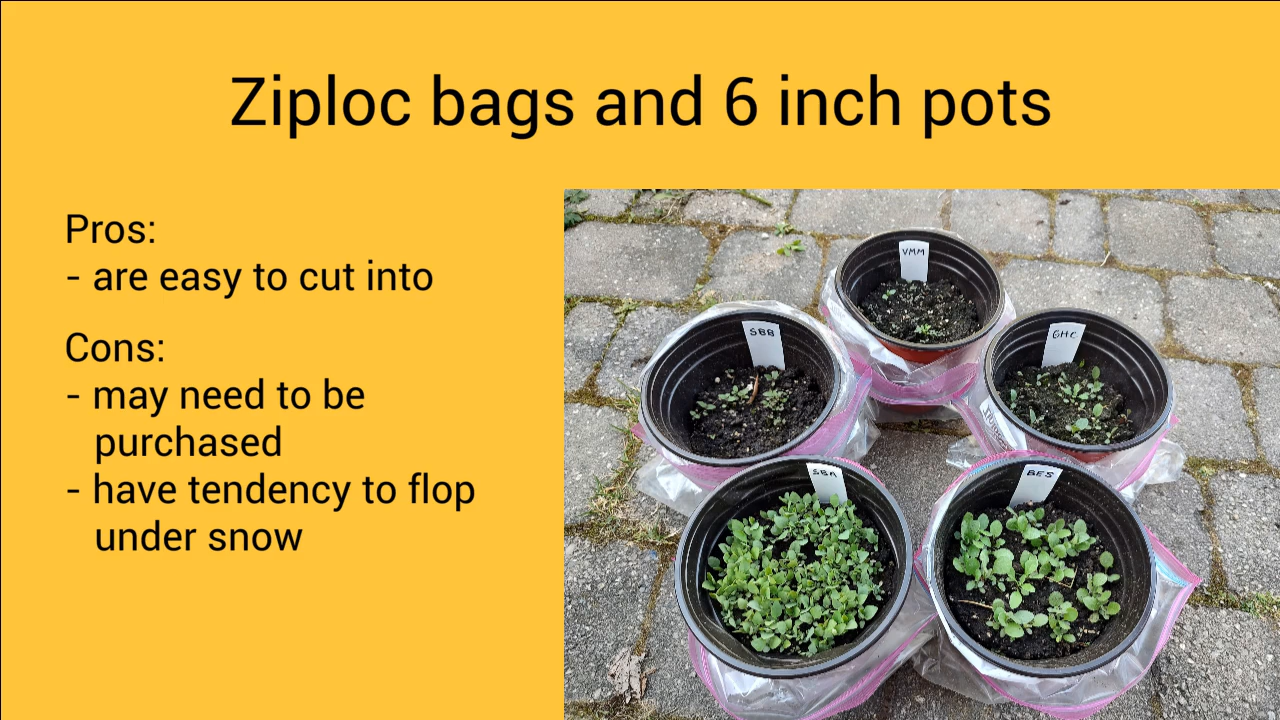 Ziploc bags and 6 inch pots
Pros:
- are easy to cut into
Cons:
- may need to be
purchased
- have tendency to flop
under snow
VMM
SBB
GHC
SBA
BES